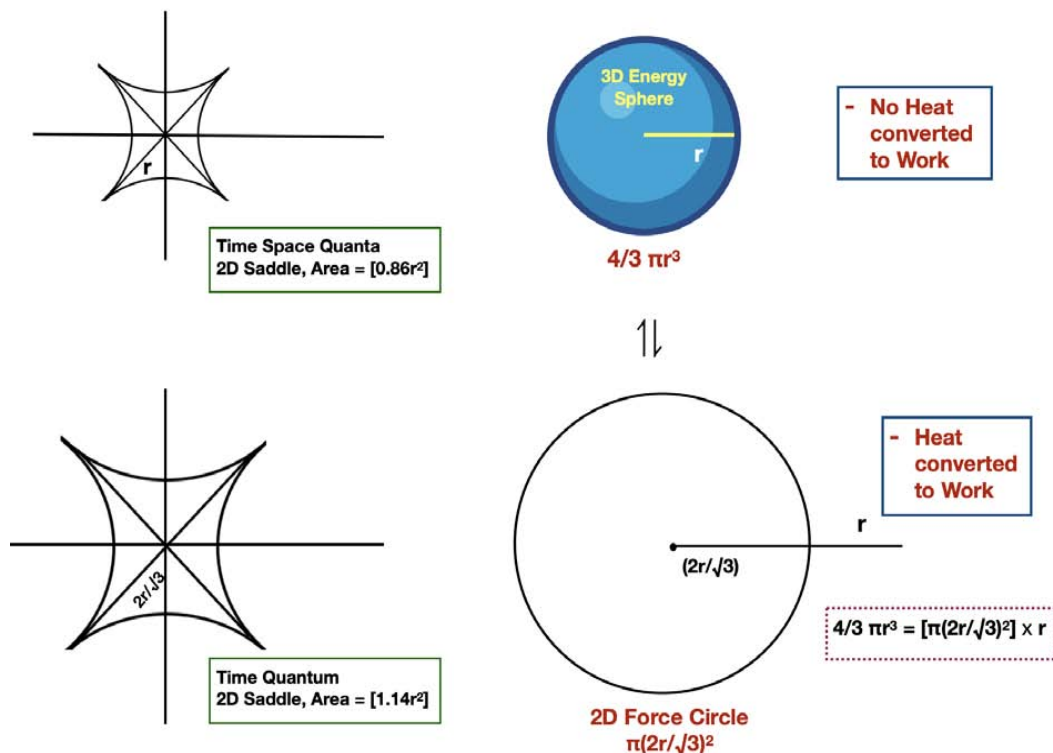 r
Time Space Quanta
2D Saddle, Area = [0.86r²]
3D Energy
Sphere
r
4/3 πr³
- No Heat
converted
to Work
2r/√3
Time Quantum
2D Saddle, Area = [1.14r²]
(2r/√3)
r
- Heat
converted
to Work
4/3 πr³ = [π(2r/√3)²] x r
2D Force Circle
π(2r/√3)²